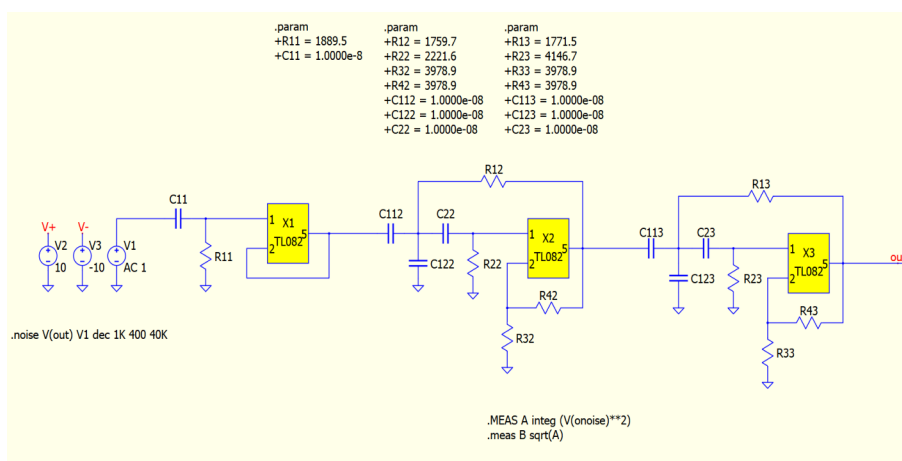 .param
+R11 = 1889.5
+C11 = 1.0000e-8
.param
+R12 = 1759.7
+R22 = 2221.6
+R32 = 3978.9
+R42 = 3978.9
+C112 = 1.0000e-08
+C122 = 1.0000e-08
+C22 = 1.0000e-08
.param
+R13 = 1771.5
+R23 = 4146.7
+R33 = 3978.9
+R43 = 3978.9
+C113 = 1.0000e-08
+C123 = 1.0000e-08
+C23 = 1.0000e-08
V+
V2
10
V-
V3
-10
V1
AC 1
C11
R11
1
X1
2
TL082
5
C112
C122
R12
C22
R22
1
X2
2
TL082
5
R42
R32
C113
C123
R13
C23
R23
1
X3
2
TL082
5
R43
R33
ou
.noise V(out) V1 dec 1K 400 40K
.MEAS A integ (V(onoise)**2)
.meas B sqrt(A)